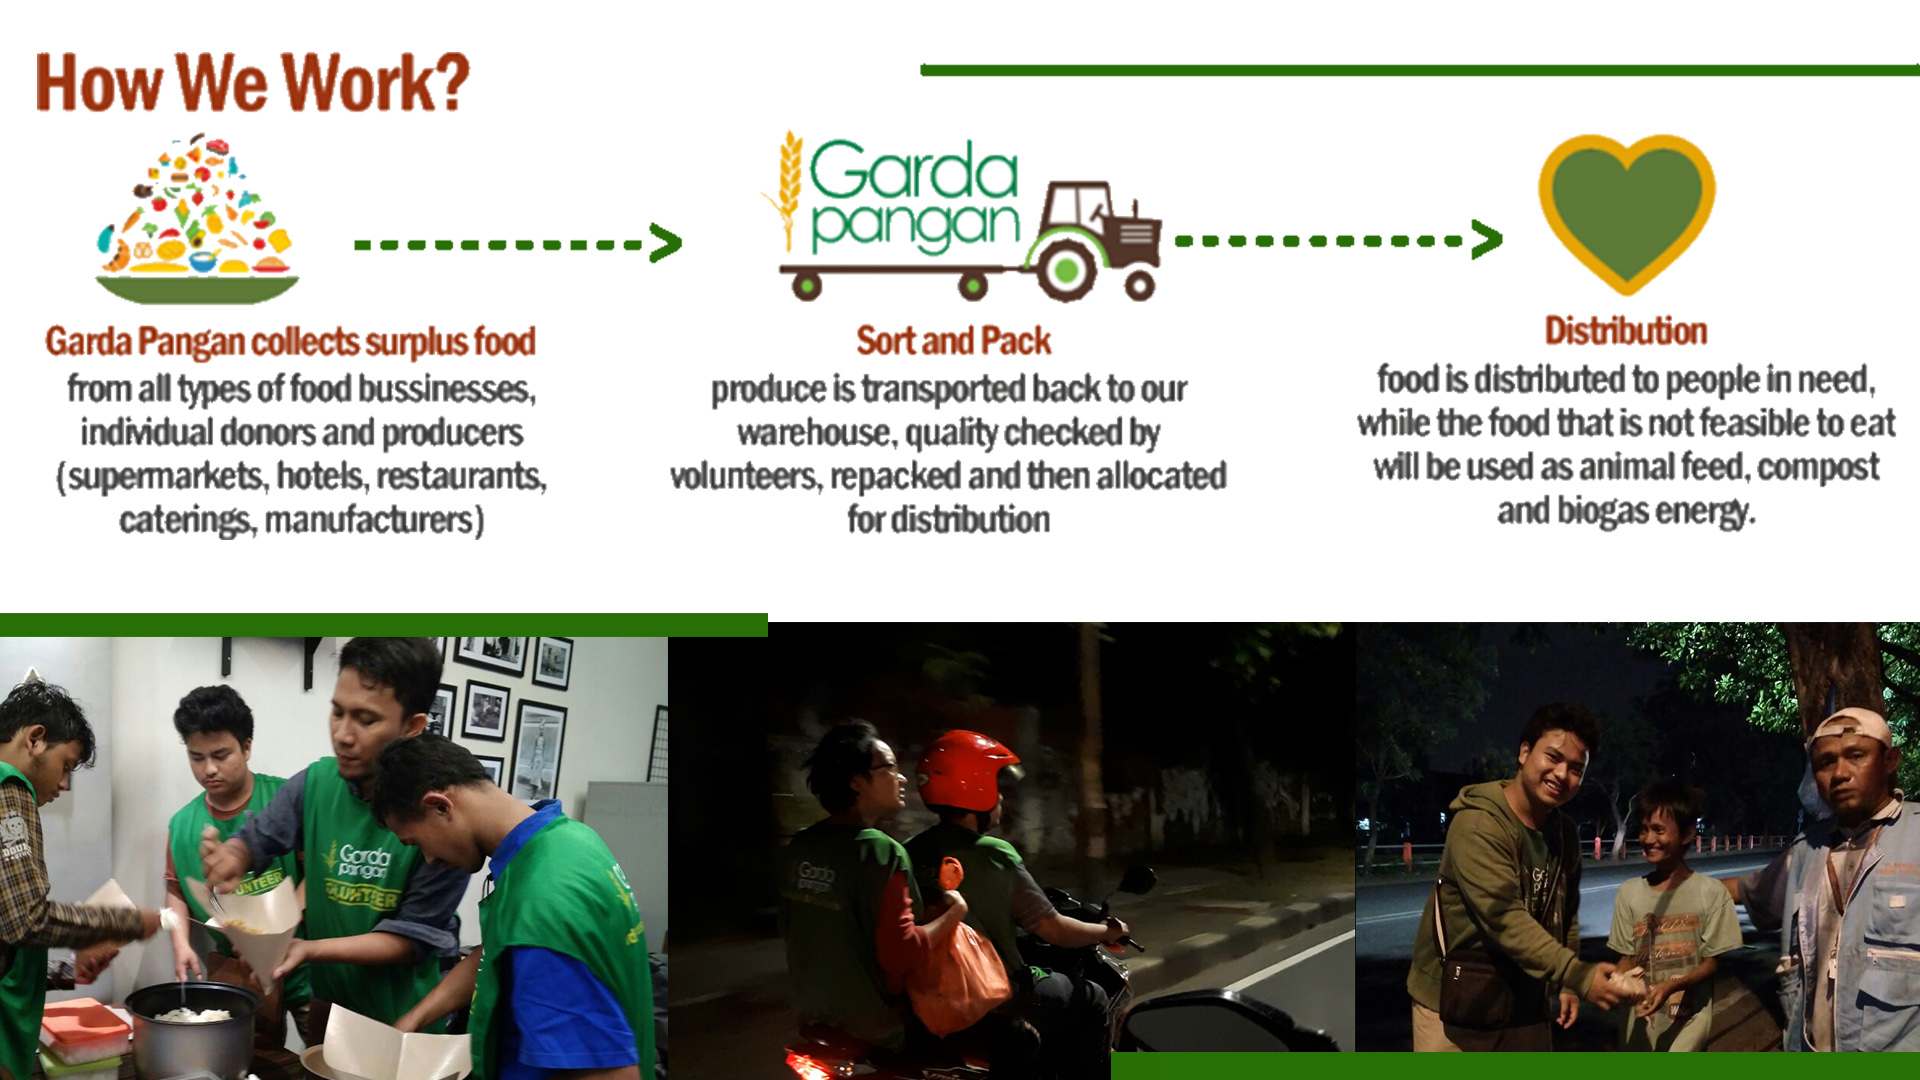 How We Work?
Garda
pangan
Garda Pangan collects surplus food
from all types of food bussinesses,
individual donors and producers
(supermarkets, hotels, restaurants,
caterings, manufacturers)
Sort and Pack
produce is transported back to our
warehouse, quality checked by
volunteers, repacked and then allocated
for distribution
Distribution
food is distributed to people in need,
while the food that is not feasible to eat
will be used as animal feed, compost
and biogas energy.
Garda
pangan
VOLUNTEER
Garda
pangan